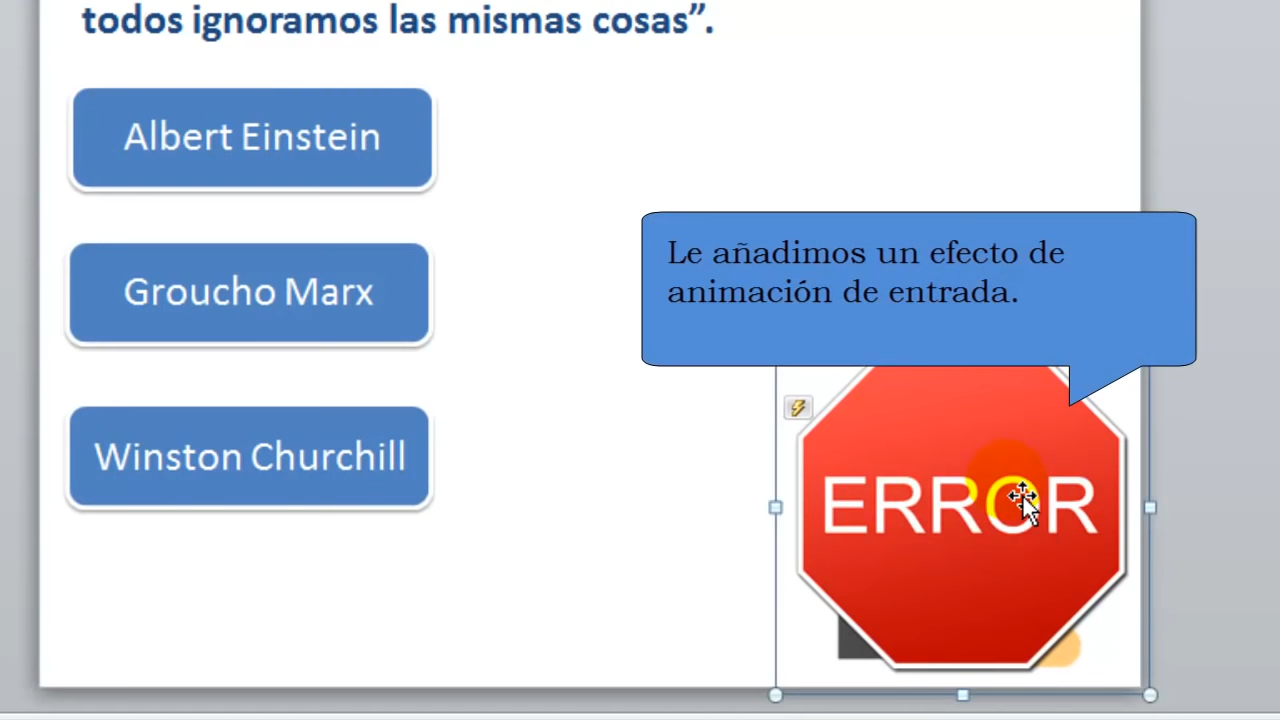 todos ignoramos las mismas cosas”.
Albert Einstein
Groucho Marx
Winston Churchill
Le añadimos un efecto de
animación de entrada.
ERROR